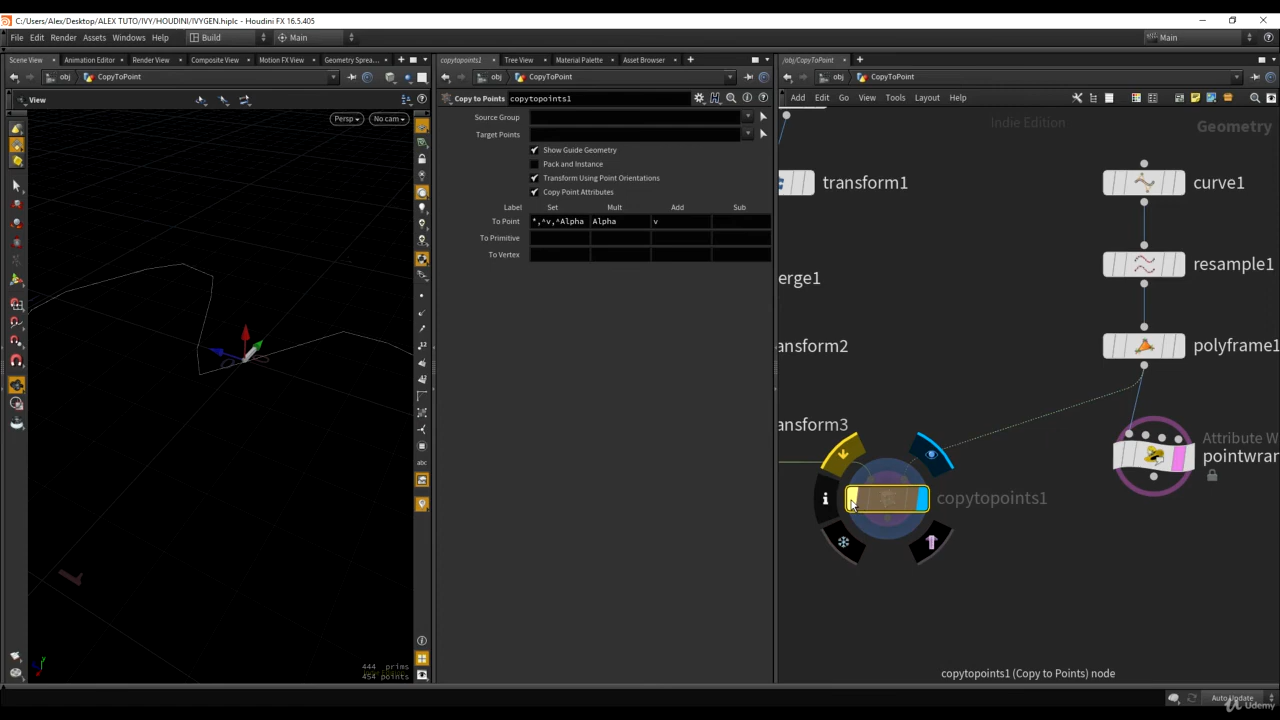 C:/Users/Alex/Desktop/ALEX TUTO/IVY/HOUDINI/IVYGEN.hiplc - Houdini FX 16.5.405
File Edit Render Assets Windows Help Build Main Main
Scene View Animation Editor Render View Composite View Motion FX View Geometry Sprea...
copytopoints1 Tree View Material Palette Asset Browser
/obj/CopyToPoint
obj CopyToPoint
obj CopyToPoint
obj CopyToPoint
View Persp No cam
Copy to Points copytopoints1
Add Edit Go View Tools Layout Help
Source Group
Target Points
Show Guide Geometry
Pack and Instance
Transform Using Point Orientations
Copy Point Attributes
Label Set Mult Add Sub
To Point *,^v,^Alpha Alpha v
To Primitive
To Vertex
Indie Edition
Geometry
transform1
curve1
resample1
erge1
ansform2
polyframe1
ansform3
Attribute W
pointwra
copytopoints1
444 prims
454 points
copytopoints1 (Copy to Points) node
Auto Update
Udemy